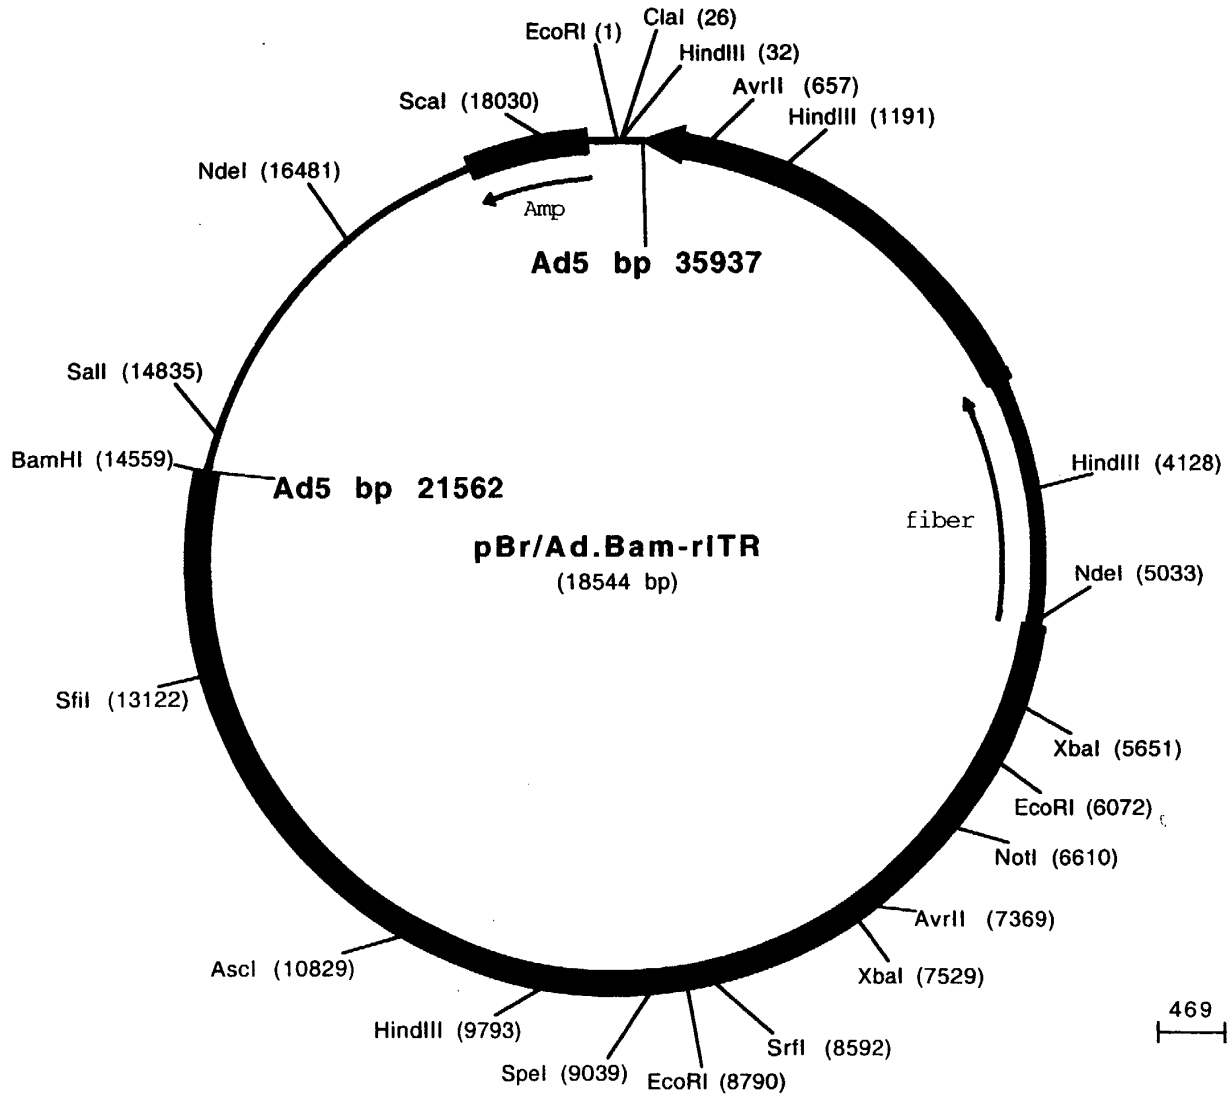 EcoRI (1)
ClaI (26)
HindIII (32)
AvrII (657)
HindIII (1191)
ScaI (18030)
NdeI (16481)
Amp
Ad5 bp 35937
SalI (14835)
BamHI (14559)
Ad5 bp 21562
HindIII (4128)
fiber
pBr/Ad.Bam-rITR
(18544 bp)
NdeI (5033)
SfiI (13122)
XbaI (5651)
EcoRI (6072)
NotI (6610)
AvrII (7369)
XbaI (7529)
AscI (10829)
HindIII (9793)
SpeI (9039)
EcoRI (8790)
SrfI (8592)
469